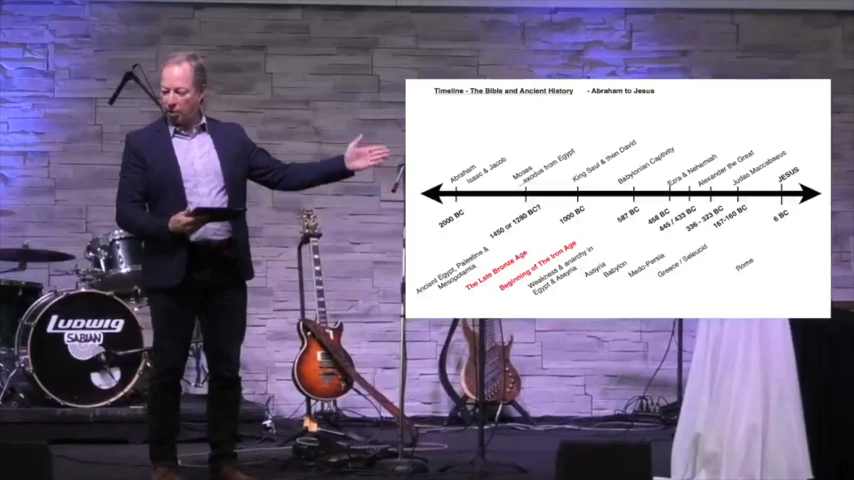 Timeline - The Bible and Ancient History - Abraham to Jesus
Abraham
Isaac & Jacob
Moses
...exodus from Egypt
King Saul & then David
Babylonian Captivity
Ezra & Nehemiah
Alexander the Great
Judas Maccabaeus
JESUS
2000 BC
1450 or 1280 BC?
1000 BC
587 BC
458 BC
445 / 433 BC
336 - 323 BC
167-160 BC
6 BC
Ancient Egypt, Palestine &
Mesopotamia
The Late Bronze Age
Beginning of The Iron Age
Weakness & anarchy in
Egypt & Assyria
Assyria
Babylon
Medo-Persia
Greece / Seleucid
Rome
Ludwig
SABIAN